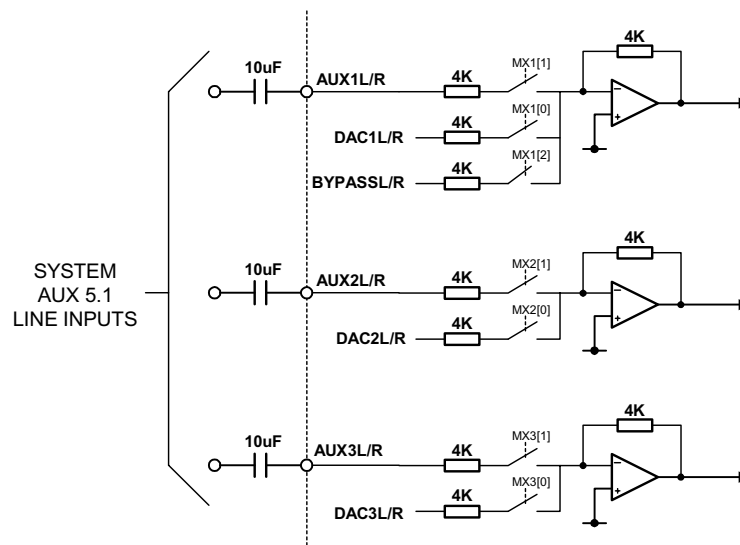 10uF
AUX1L/R
4K
MX1[1]
4K
DAC1L/R
4K
MX1[0]
BYPASSL/R
4K
MX1[2]
−
+
SYSTEM
AUX 5.1
LINE INPUTS
10uF
AUX2L/R
4K
MX2[1]
4K
DAC2L/R
4K
MX2[0]
−
+
10uF
AUX3L/R
4K
MX3[1]
4K
DAC3L/R
4K
MX3[0]
−
+